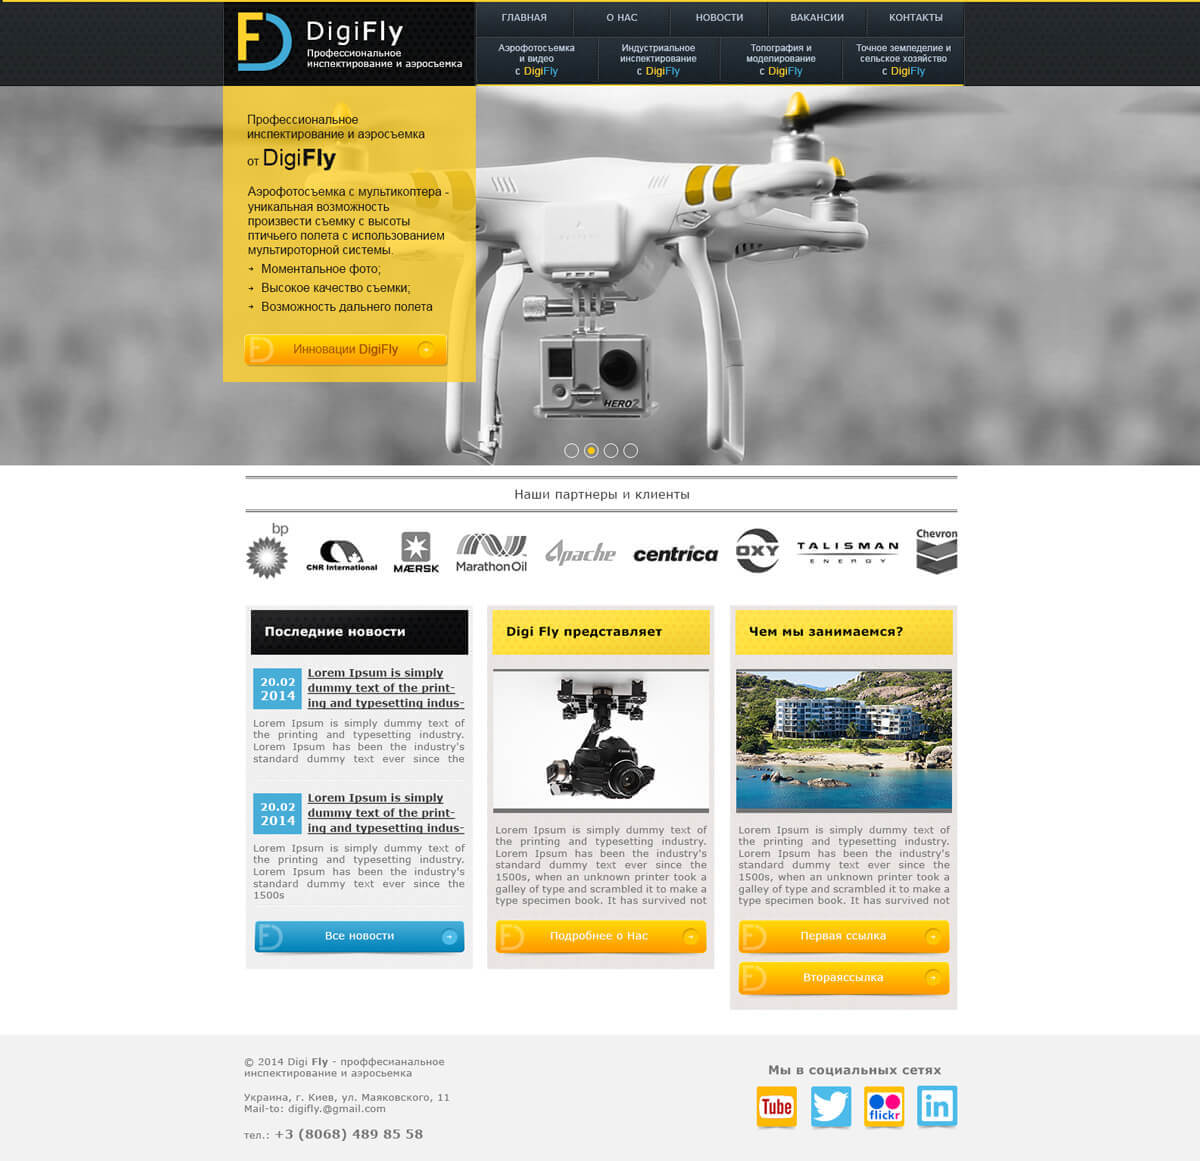 DigiFly
Профессиональное
инспектирование и аэросъемка
ГЛАВНАЯ
О НАС
НОВОСТИ
ВАКАНСИИ
КОНТАКТЫ
Аэрофотосъемка
и видео
с DigiFly
Индустриальное
инспектирование
с DigiFly
Топография и
моделирование
с DigiFly
Точное земледелие и
сельское хозяйство
с DigiFly
Профессиональное
инспектирование и аэросъемка
от DigiFly
Аэрофотосъемка с мультикоптера -
уникальная возможность
произвести съемку с высоты
птичьего полета с использованием
мультироторной системы.
Моментальное фото;
Высокое качество съемки;
Возможность дальнего полета
Инновации DigiFly
HERO2
Наши партнеры и клиенты
bp
CNR International
MÆRSK
Marathon Oil
Apache
centrica
OXY
TALISMAN
ENERGY
Chevron
Последние новости
20.02
2014
Lorem Ipsum is simply
dummy text of the print-
ing and typesetting indus-
Lorem Ipsum is simply dummy text of
the printing and typesetting industry.
Lorem Ipsum has been the industry's
standard dummy text ever since the
20.02
2014
Lorem Ipsum is simply
dummy text of the print-
ing and typesetting indus-
Lorem Ipsum is simply dummy text of
the printing and typesetting industry.
Lorem Ipsum has been the industry's
standard dummy text ever since the
1500s
Все новости
Digi Fly представляет
Canon
Lorem Ipsum is simply dummy text of
the printing and typesetting industry.
Lorem Ipsum has been the industry's
standard dummy text ever since the
1500s, when an unknown printer took a
galley of type and scrambled it to make a
type specimen book. It has survived not
Подробнее о Нас
Чем мы занимаемся?
Lorem Ipsum is simply dummy text of
the printing and typesetting industry.
Lorem Ipsum has been the industry's
standard dummy text ever since the
1500s, when an unknown printer took a
galley of type and scrambled it to make a
type specimen book. It has survived not
Первая ссылка
Втораяссылка
© 2014 Digi Fly - проффесианальное
инспектирование и аэросьемка
Украина, г. Киев, ул. Маяковского, 11
Mail-to: digifly.@gmail.com
тел.: +3 (8068) 489 85 58
Мы в социальных сетях
Tube
flickr
in